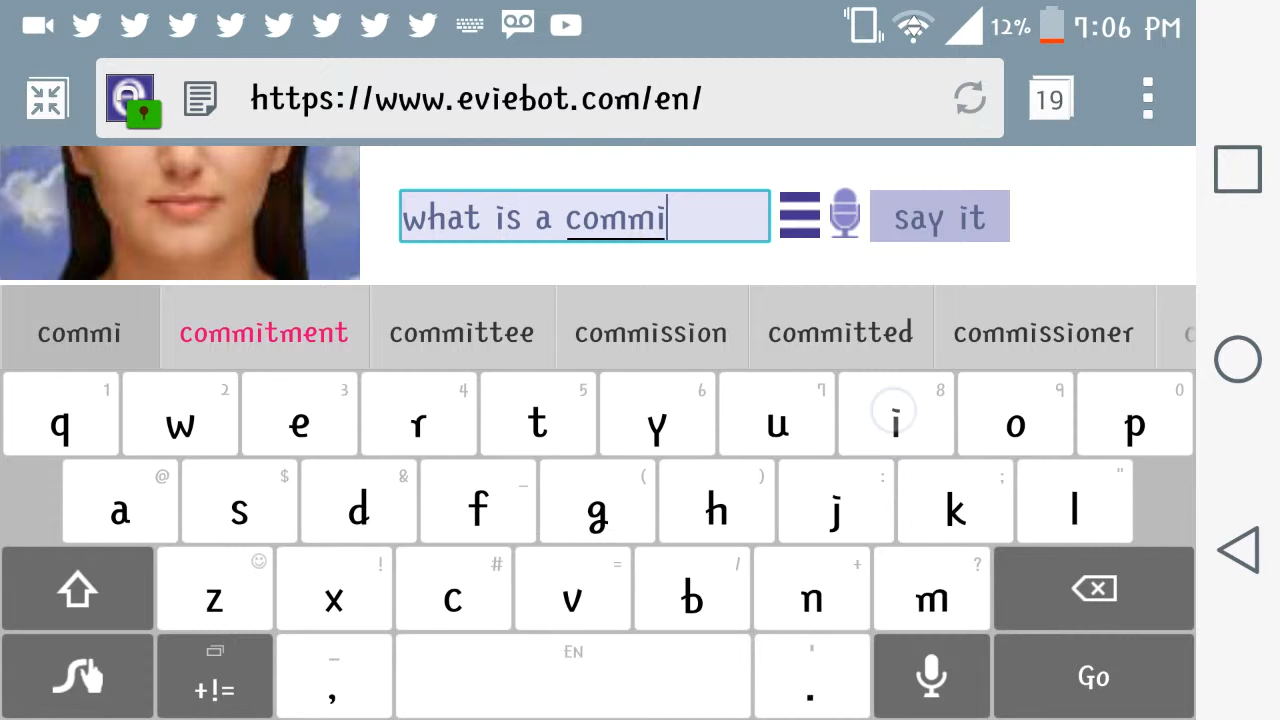 12% 7:06 PM
https://www.eviebot.com/en/ 19
what is a commi say it
commi commitment committee commission committed commissioner c
1 2 3 4 5 6 7 8 9 0
q w e r t y u i o p
@ $ & _ ( ) : ; "
a s d f g h j k l
! # = / + ?
z x c v b n m
_ EN '
+!= , . Go